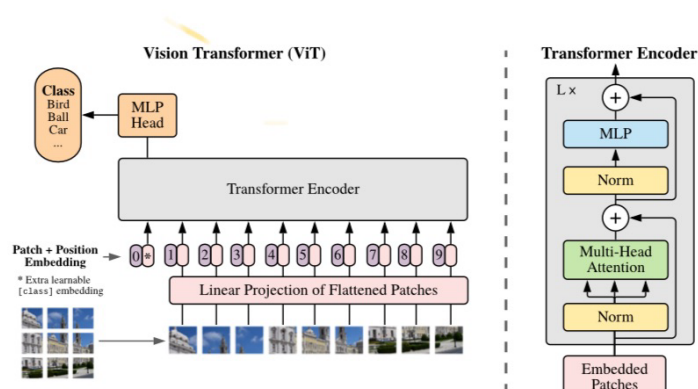 Vision Transformer (ViT)
Class
Bird
Ball
Car
...
MLP
Head
Transformer Encoder
Patch + Position
Embedding
* Extra learnable
[class] embedding
0 * 1 2 3 4 5 6 7 8 9
Linear Projection of Flattened Patches
Transformer Encoder
L ×
+
MLP
Norm
+
Multi-Head
Attention
Norm
Embedded
Patches